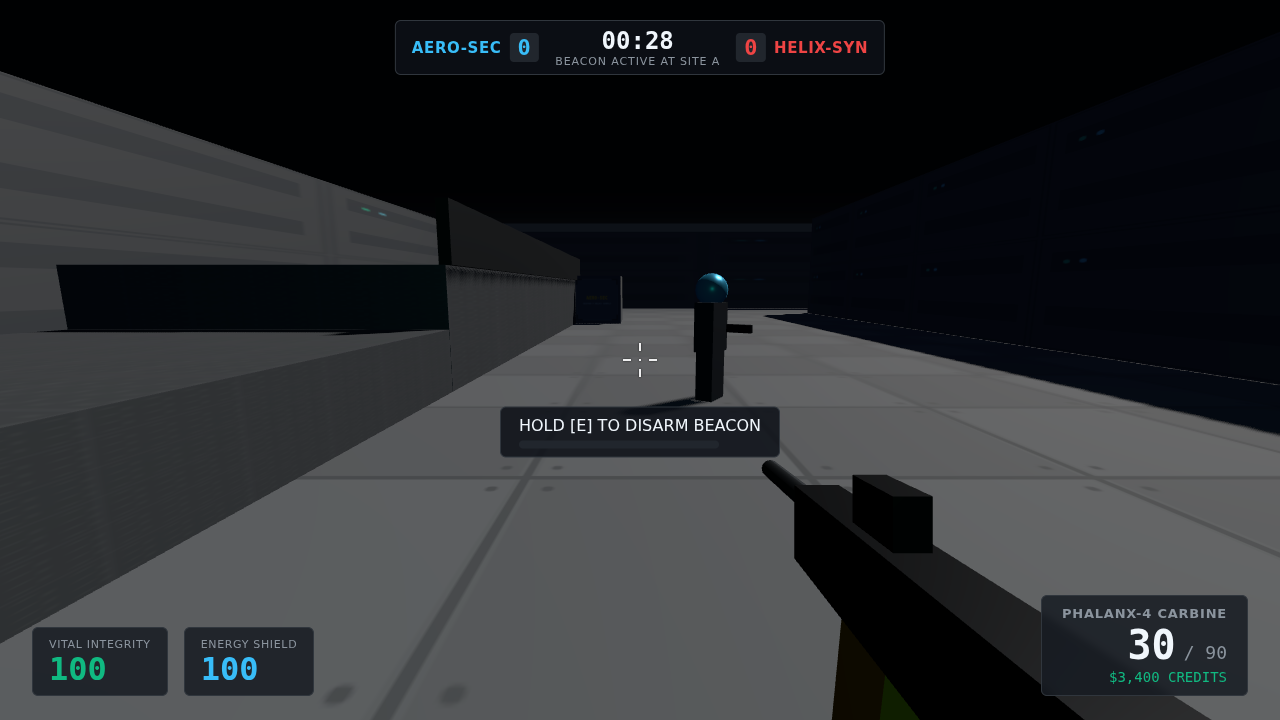 AERO-SEC 0 00:28 0 HELIX-SYN
BEACON ACTIVE AT SITE A
HOLD [E] TO DISARM BEACON
VITAL INTEGRITY
100
ENERGY SHIELD
100
PHALANX-4 CARBINE
30 / 90
$3,400 CREDITS